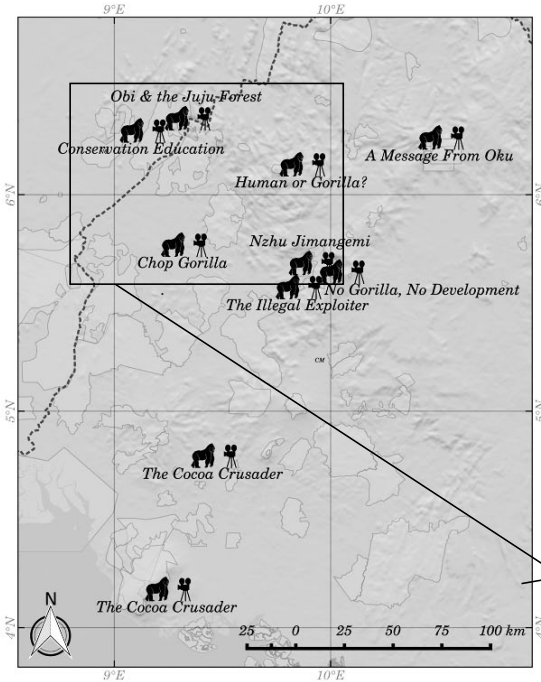 9°E
10°E
Obi & the Juju-Forest
Conservation Education
A Message From Oku
Human or Gorilla?
6°N
6°N
Nzhu Jimangemi
Chop Gorilla
No Gorilla, No Development
The Illegal Exploiter
CM
5°N
5°N
The Cocoa Crusader
The Cocoa Crusader
N
25 0 25 50 75 100 km
4°N
4°N
9°E
10°E